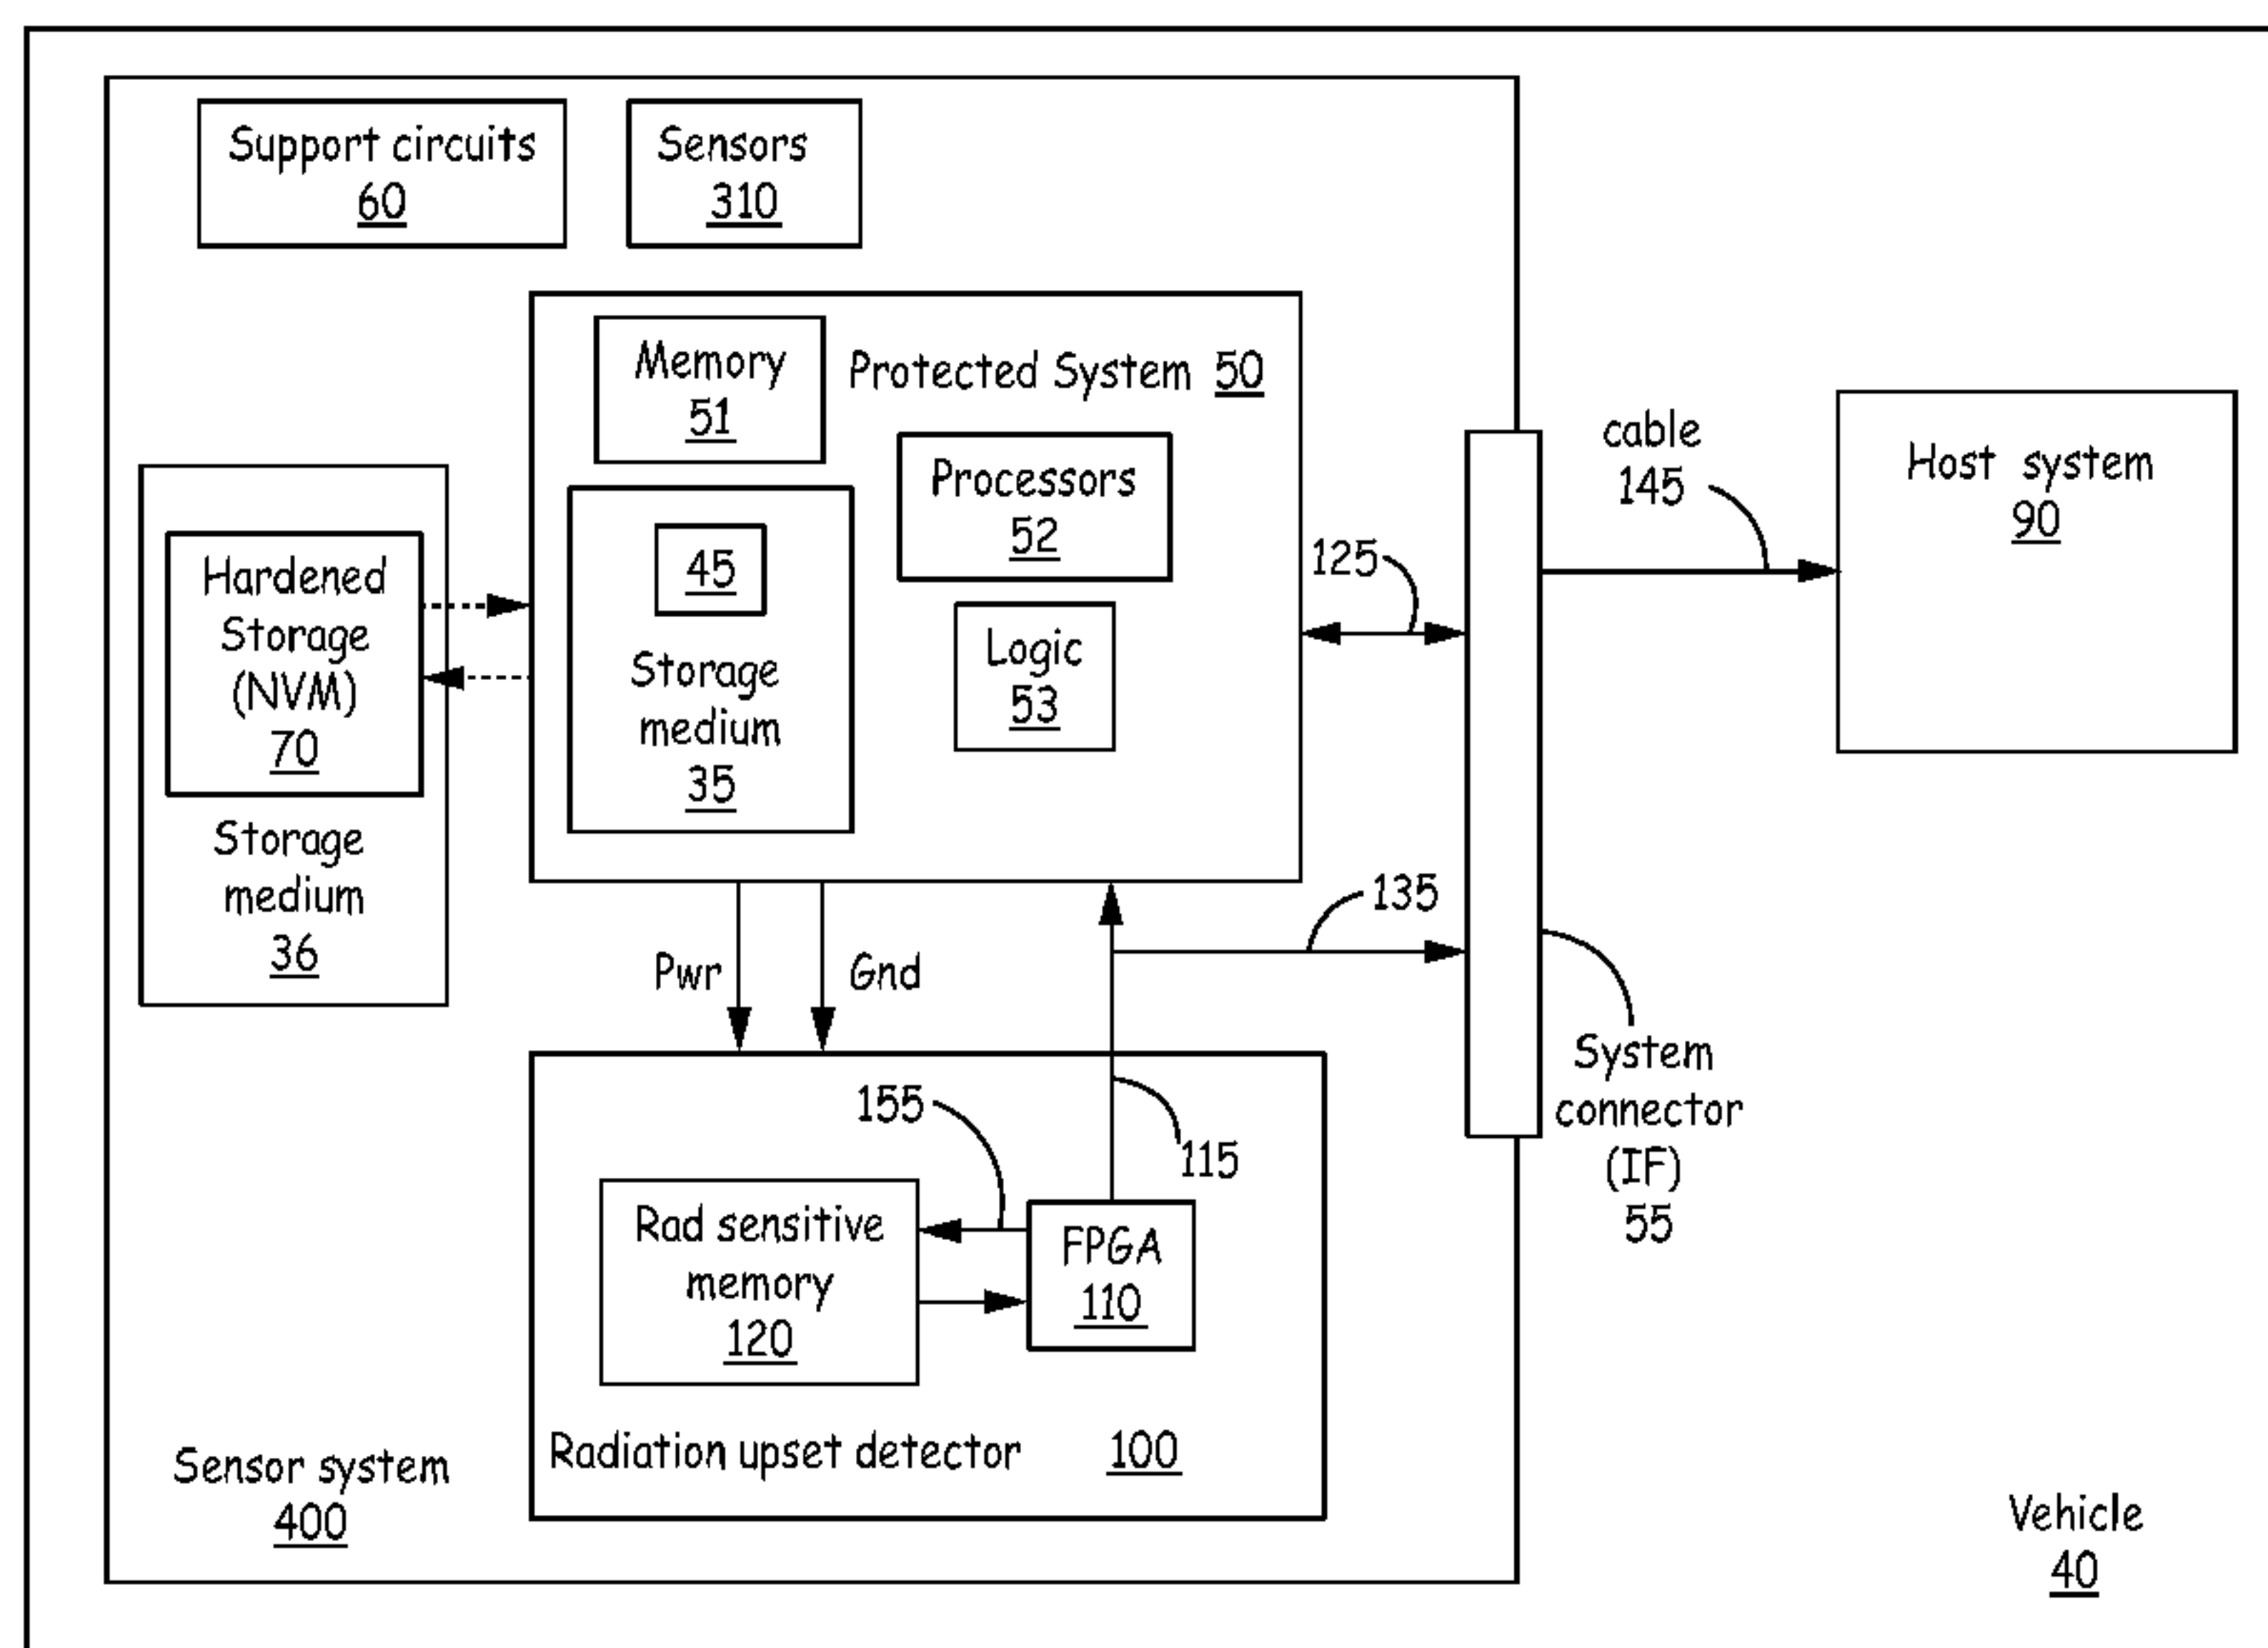 Support circuits
60
Sensors
310
Memory
51
Protected System 50
Processors
52
45
Storage
medium
35
Logic
53
Hardened
Storage
(NVM)
70
Storage
medium
36
125
cable
145
Host system
90
135
Pwr
Gnd
System
connector
(IF)
55
155
115
Rad sensitive
memory
120
FPGA
110
Radiation upset detector 100
Sensor system
400
Vehicle
40